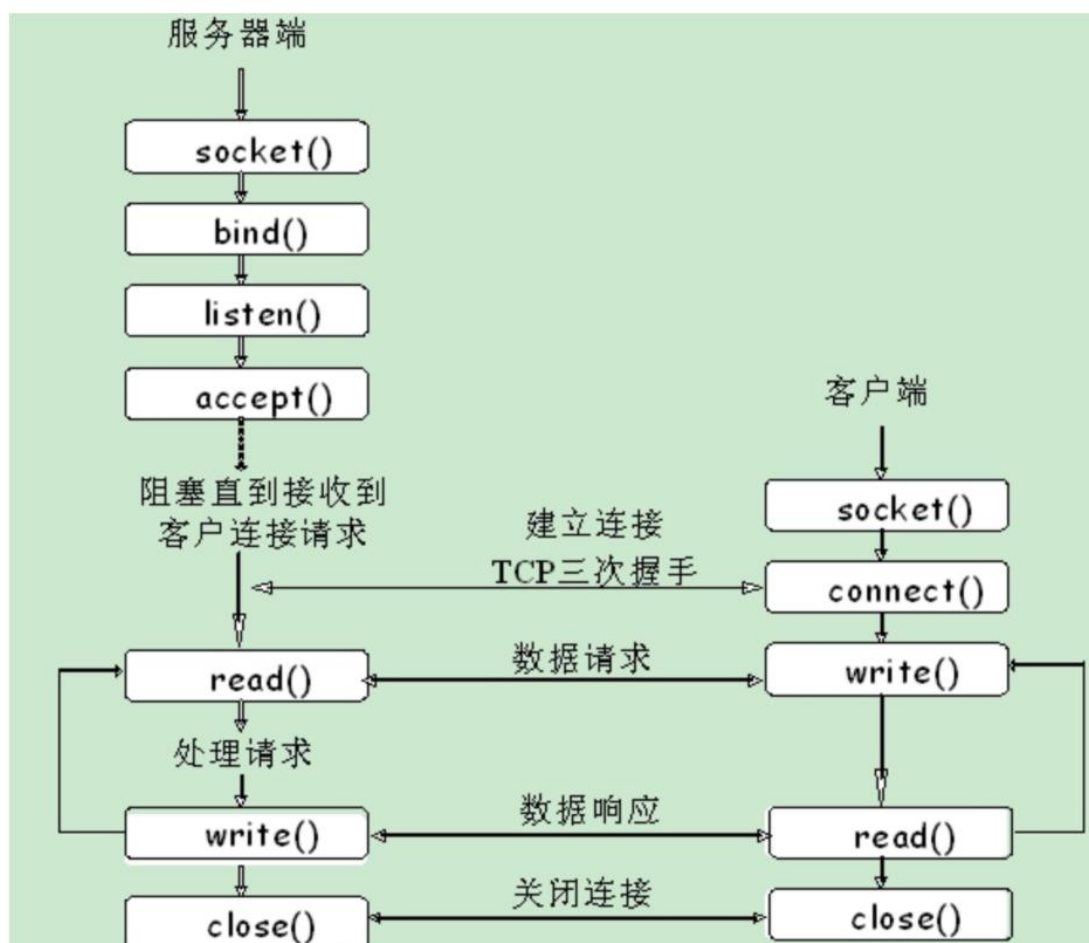 服务器端
socket()
bind()
listen()
accept()
阻塞直到接收到
客户连接请求
read()
处理请求
write()
close()
建立连接
TCP三次握手
数据请求
数据响应
关闭连接
客户端
socket()
connect()
write()
read()
close()